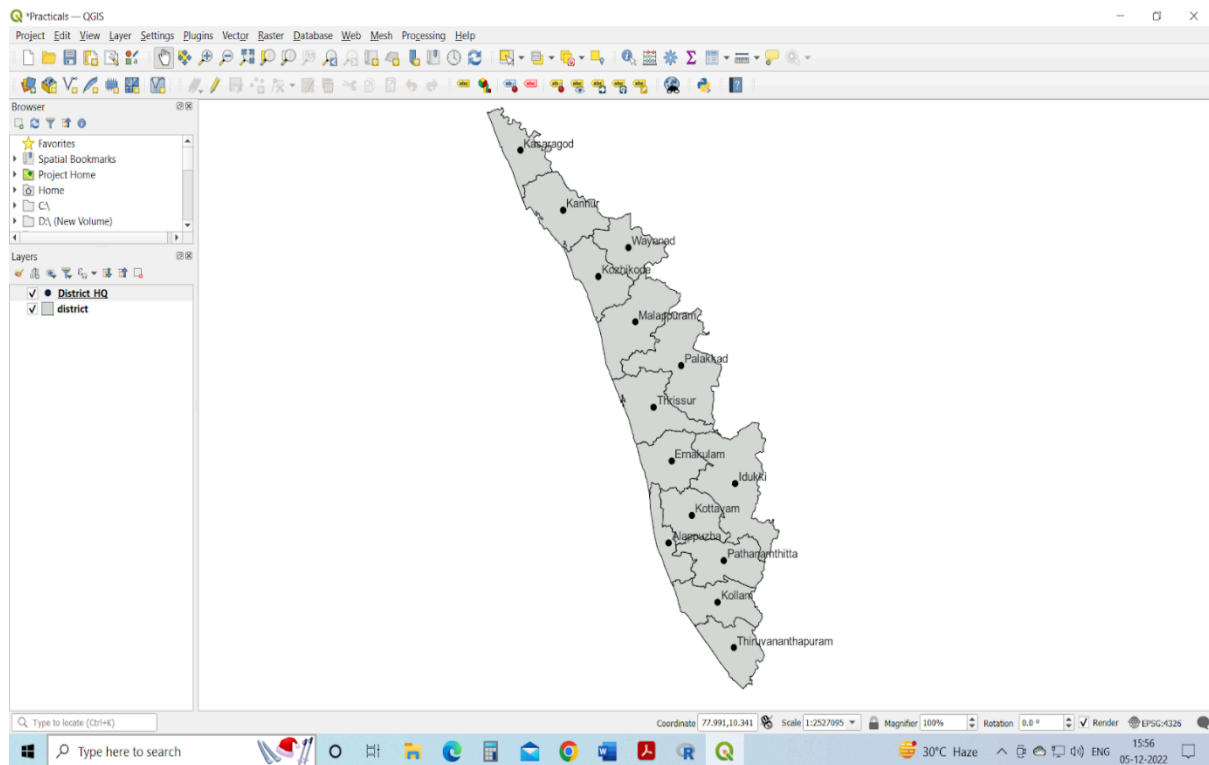 *Practicals — QGIS
Project Edit View Layer Settings Plugins Vector Raster Database Web Mesh Processing Help
Browser
Favorites
Spatial Bookmarks
Project Home
Home
C:\
D:\ (New Volume)
Layers
District HQ
district
Kasaragod
Kannur
Wayanad
Kozhikode
Malappuram
Palakkad
Thrissur
Ernakulam
Idukki
Kottayam
Alappuzha
Pathanamthitta
Kollam
Thiruvananthapuram
Type to locate (Ctrl+K)
Coordinate 77.991,10.341 Scale 1:2527095 Magnifier 100% Rotation 0.0 ° Render EPSG:4326
Type here to search
30°C Haze ENG 15:56
05-12-2022